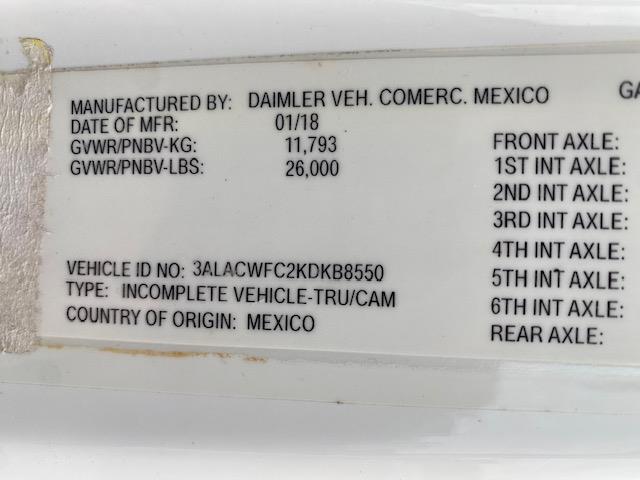 MANUFACTURED BY: DAIMLER VEH. COMERC. MEXICO
DATE OF MFR: 01/18
GVWR/PNBV-KG: 11,793
GVWR/PNBV-LBS: 26,000
VEHICLE ID NO: 3ALACWFC2KDKB8550
TYPE: INCOMPLETE VEHICLE-TRU/CAM
COUNTRY OF ORIGIN: MEXICO
GA
FRONT AXLE:
1ST INT AXLE:
2ND INT AXLE:
3RD INT AXLE:
4TH INT AXLE:
5TH INT AXLE:
6TH INT AXLE:
REAR AXLE: